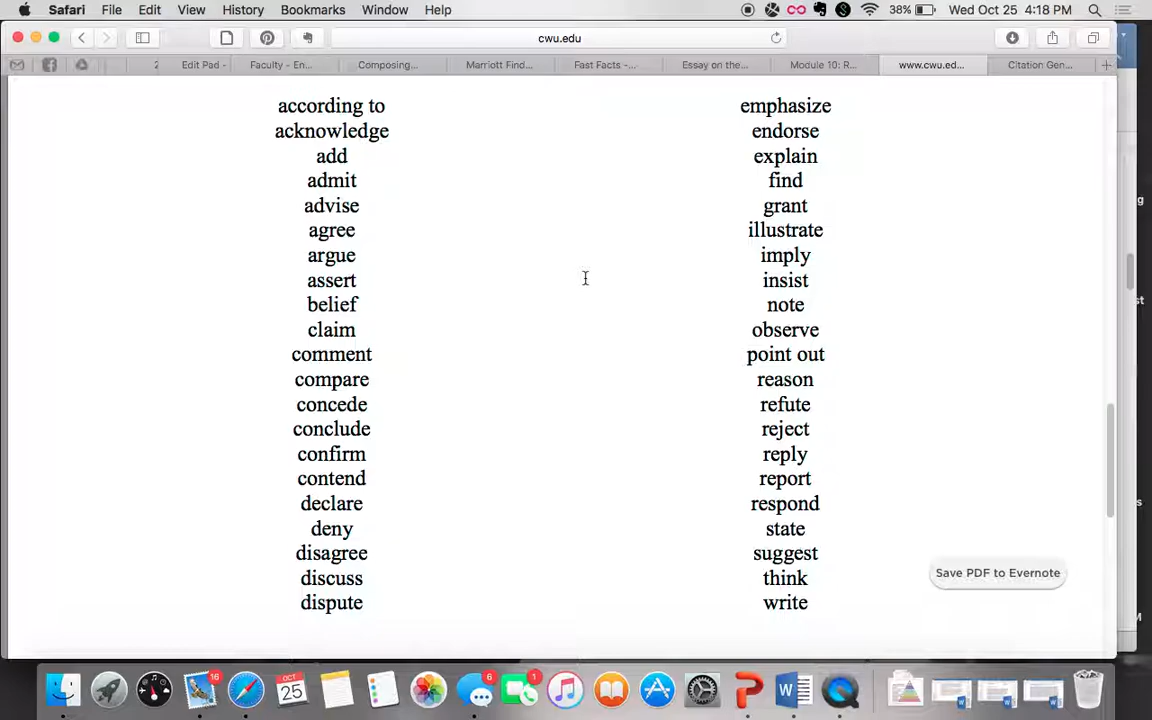 Safari File Edit View History Bookmarks Window Help 38% Wed Oct 25 4:18 PM
cwu.edu
2 Edit Pad - Faculty - En... Composing... Marriott Find... Fast Facts -... Essay on the... Module 10: R... www.cwu.ed... Citation Gen...
according to emphasize
acknowledge endorse
add explain
admit find
advise grant
agree illustrate
argue imply
assert insist
belief note
claim observe
comment point out
compare reason
concede refute
conclude reject
confirm reply
contend report
declare respond
deny state
disagree suggest
discuss think
dispute write
Save PDF to Evernote
16 OCT 25 6 1